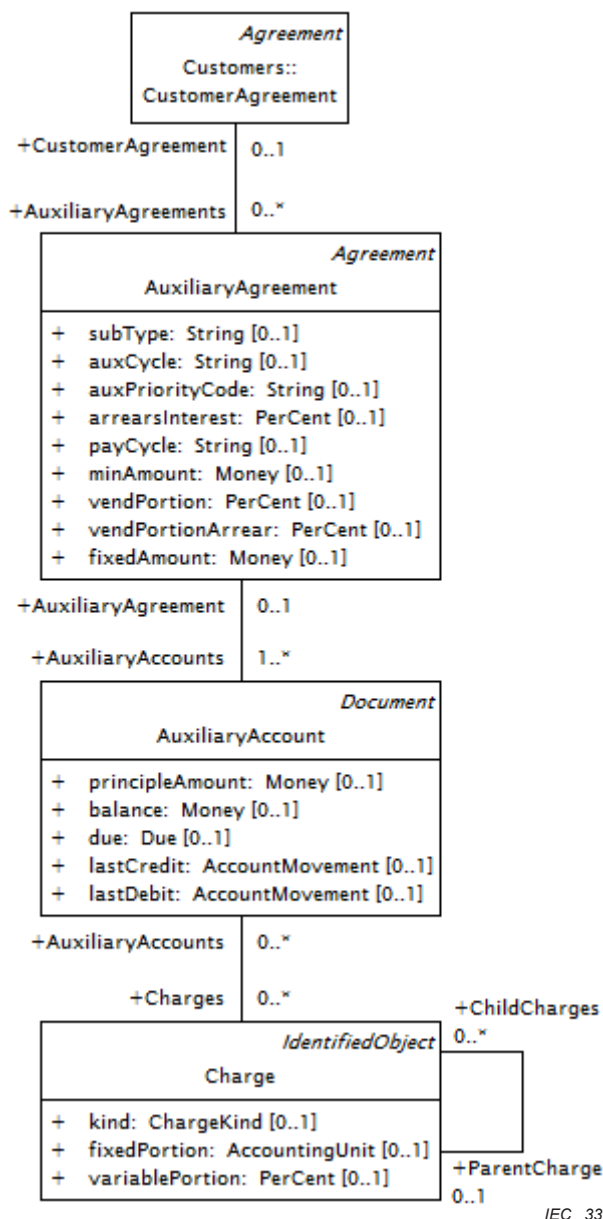 Agreement
Customers::
CustomerAgreement
+CustomerAgreement 0..1
+AuxiliaryAgreements 0..*
Agreement
AuxiliaryAgreement
+ subType: String [0..1]
+ auxCycle: String [0..1]
+ auxPriorityCode: String [0..1]
+ arrearsInterest: PerCent [0..1]
+ payCycle: String [0..1]
+ minAmount: Money [0..1]
+ vendPortion: PerCent [0..1]
+ vendPortionArrear: PerCent [0..1]
+ fixedAmount: Money [0..1]
+AuxiliaryAgreement 0..1
+AuxiliaryAccounts 1..*
Document
AuxiliaryAccount
+ principleAmount: Money [0..1]
+ balance: Money [0..1]
+ due: Due [0..1]
+ lastCredit: AccountMovement [0..1]
+ lastDebit: AccountMovement [0..1]
+AuxiliaryAccounts 0..*
+Charges 0..*
+ChildCharges
0..*
IdentifiedObject
Charge
+ kind: ChargeKind [0..1]
+ fixedPortion: AccountingUnit [0..1]
+ variablePortion: PerCent [0..1]
+ParentCharge
0..1
IEC 33